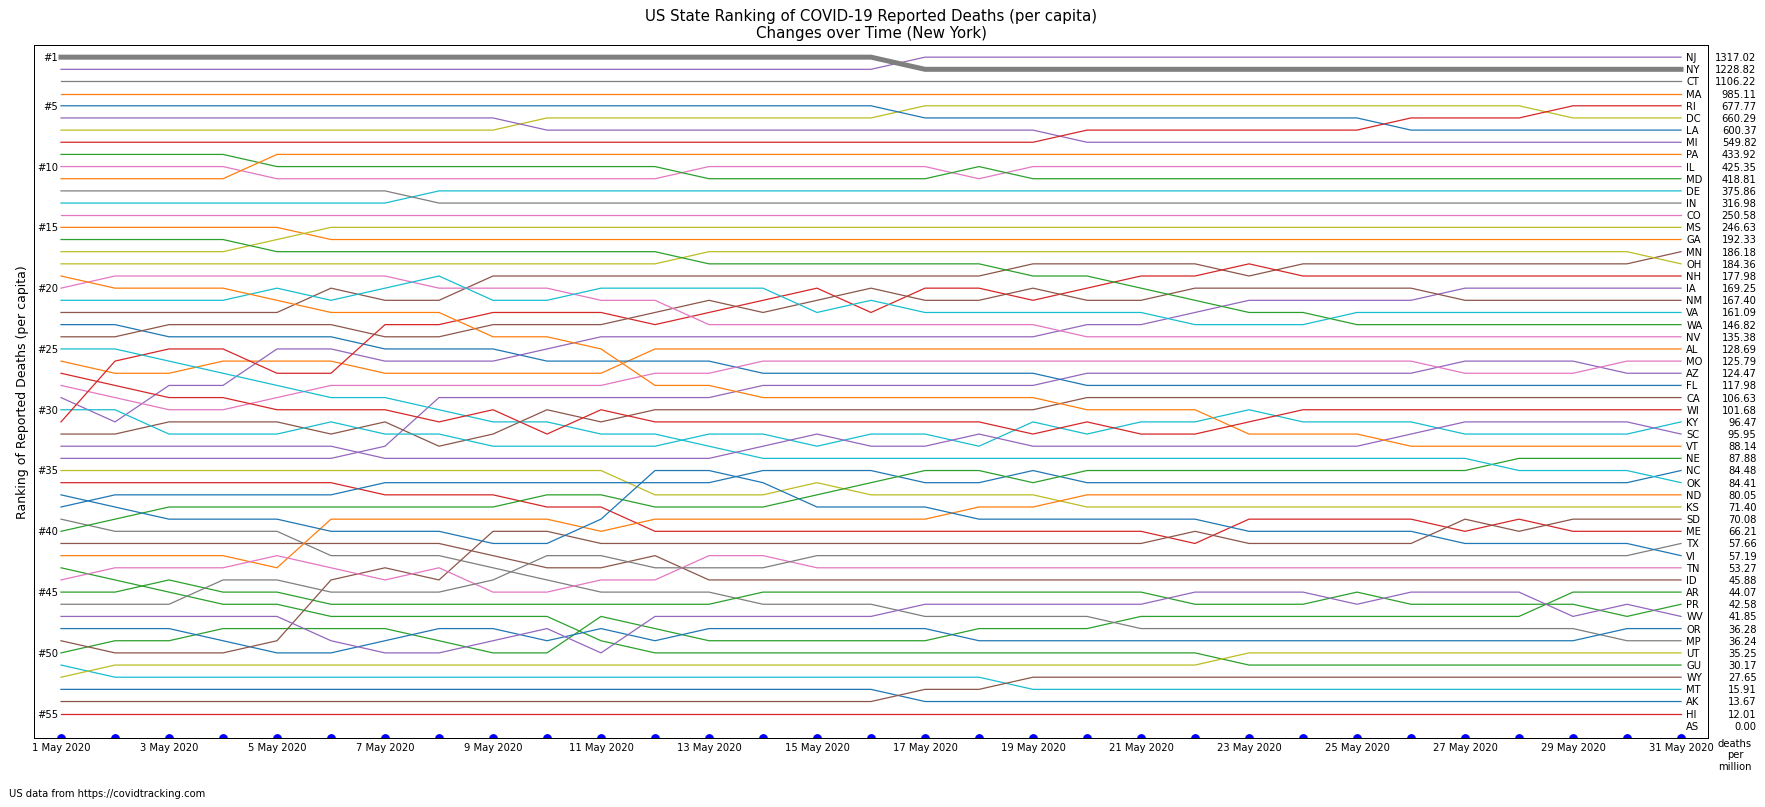 US State Ranking of COVID-19 Reported Deaths (per capita)
Changes over Time (New York)
Ranking of Reported Deaths (per capita)
#1
#5
#10
#15
#20
#25
#30
#35
#40
#45
#50
#55
NJ 1317.02
NY 1228.82
CT 1106.22
MA 985.11
RI 677.77
DC 660.29
LA 600.37
MI 549.82
PA 433.92
IL 425.35
MD 418.81
DE 375.86
IN 316.98
CO 250.58
MS 246.63
GA 192.33
MN 186.18
OH 184.36
NH 177.98
IA 169.25
NM 167.40
VA 161.09
WA 146.82
NV 135.38
AL 128.69
MO 125.79
AZ 124.47
FL 117.98
CA 106.63
WI 101.68
KY 96.47
SC 95.95
VT 88.14
NE 87.88
NC 84.48
OK 84.41
ND 80.05
KS 71.40
SD 70.08
ME 66.21
TX 57.66
VI 57.19
TN 53.27
ID 45.88
AR 44.07
PR 42.58
WV 41.85
OR 36.28
MP 36.24
UT 35.25
GU 30.17
WY 27.65
MT 15.91
AK 13.67
HI 12.01
AS 0.00
1 May 2020 3 May 2020 5 May 2020 7 May 2020 9 May 2020 11 May 2020 13 May 2020 15 May 2020 17 May 2020 19 May 2020 21 May 2020 23 May 2020 25 May 2020 27 May 2020 29 May 2020 31 May 2020
deaths
per
million
US data from https://covidtracking.com